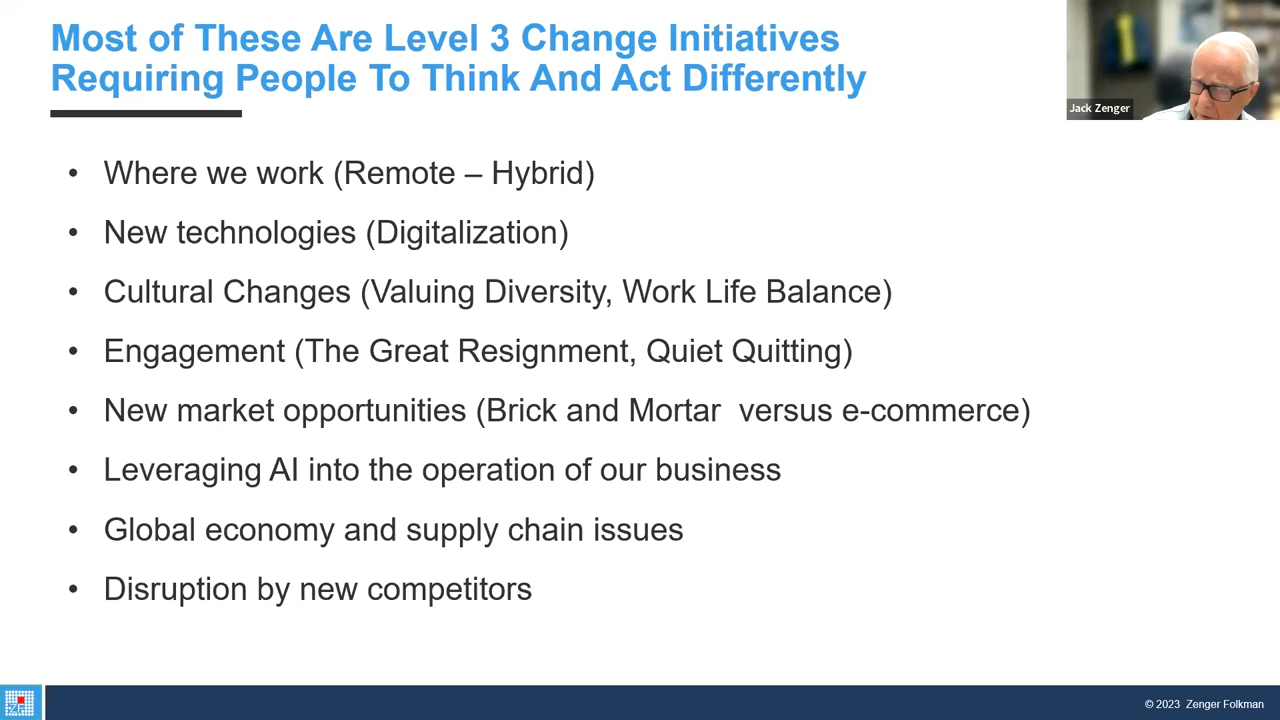 Most of These Are Level 3 Change Initiatives
Requiring People To Think And Act Differently
Jack Zenger
• Where we work (Remote – Hybrid)
• New technologies (Digitalization)
• Cultural Changes (Valuing Diversity, Work Life Balance)
• Engagement (The Great Resignment, Quiet Quitting)
• New market opportunities (Brick and Mortar  versus e-commerce)
• Leveraging AI into the operation of our business
• Global economy and supply chain issues
• Disruption by new competitors
ZF
© 2023 Zenger Folkman